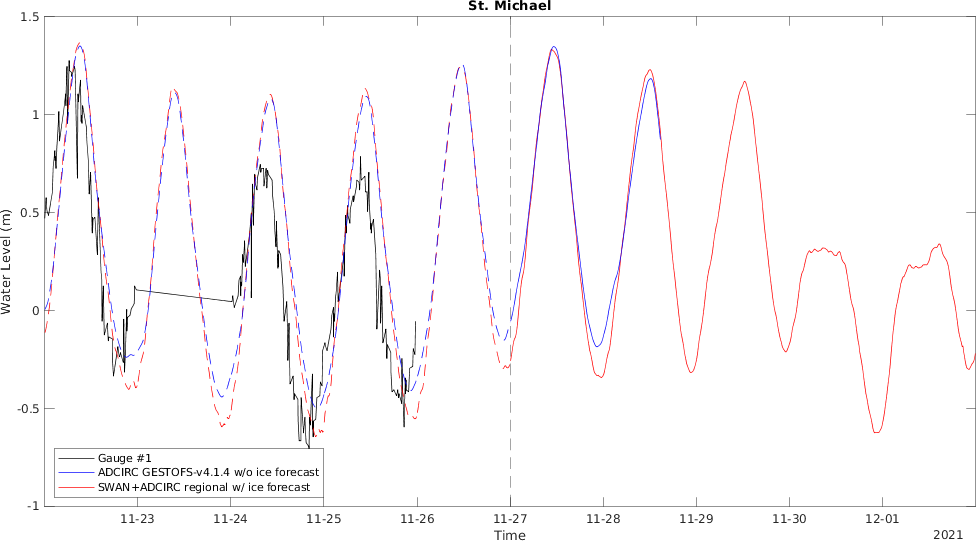 St. Michael
1.5
1
0.5
0
-0.5
-1
Water Level (m)
Gauge #1
ADCIRC GESTOFS-v4.1.4 w/o ice forecast
SWAN+ADCIRC regional w/ ice forecast
11-23
11-24
11-25
11-26
11-27
11-28
11-29
11-30
12-01
Time
2021